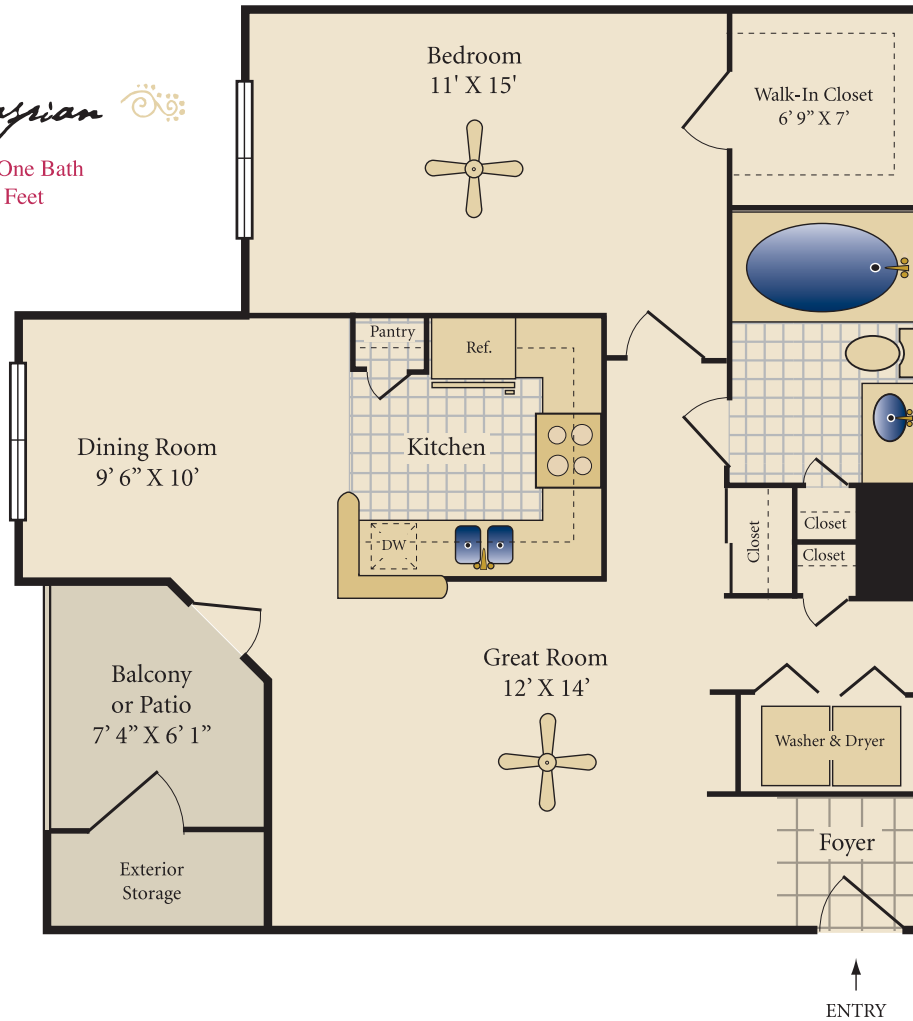 One Bath
Feet
Bedroom
11' X 15'
Walk-In Closet
6’ 9” X 7’
Pantry
Ref.
Dining Room
9’ 6” X 10’
Kitchen
DW
Closet
Closet
Closet
Great Room
12’ X 14’
Balcony
or Patio
7’ 4” X 6’ 1”
Washer & Dryer
Foyer
Exterior
Storage
ENTRY